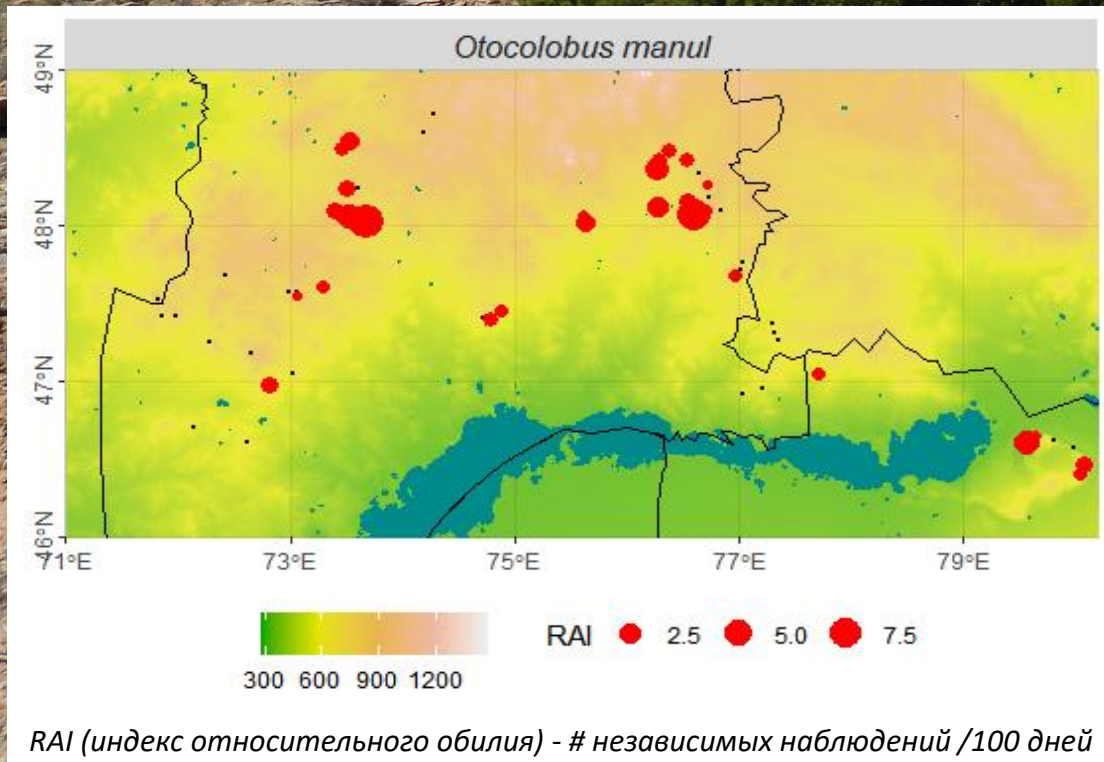 Otocolobus manul
49°N
48°N
47°N
46°N
71°E 73°E 75°E 77°E 79°E
300 600 900 1200
RAI 2.5 5.0 7.5
RAI (индекс относительного обилия) - # независимых наблюдений /100 дней